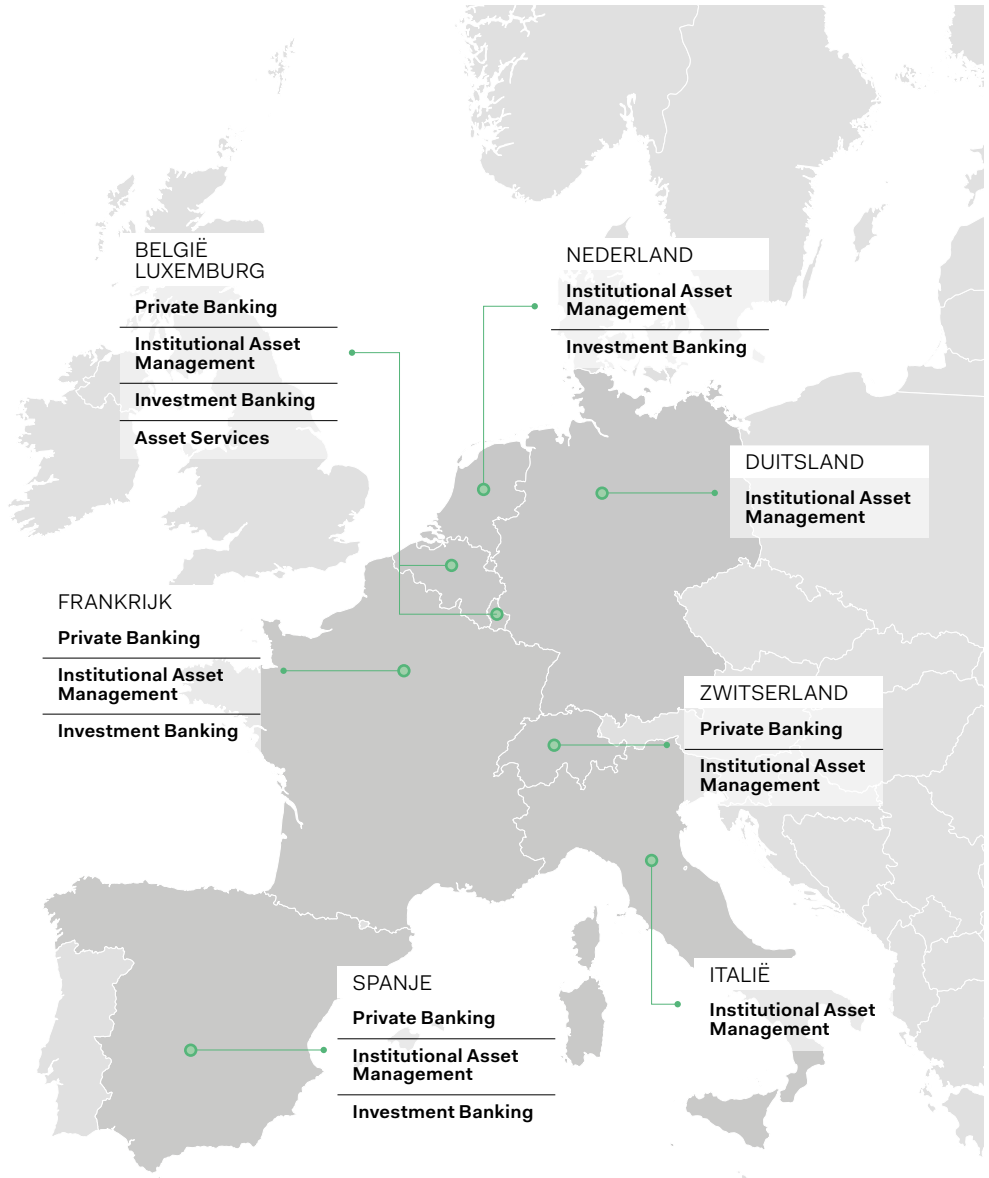 BELGIË
LUXEMBURG
Private Banking
Institutional Asset
Management
Investment Banking
Asset Services
NEDERLAND
Institutional Asset
Management
Investment Banking
DUITSLAND
Institutional Asset
Management
FRANKRIJK
Private Banking
Institutional Asset
Management
Investment Banking
ZWITSERLAND
Private Banking
Institutional Asset
Management
SPANJE
Private Banking
Institutional Asset
Management
Investment Banking
ITALIË
Institutional Asset
Management